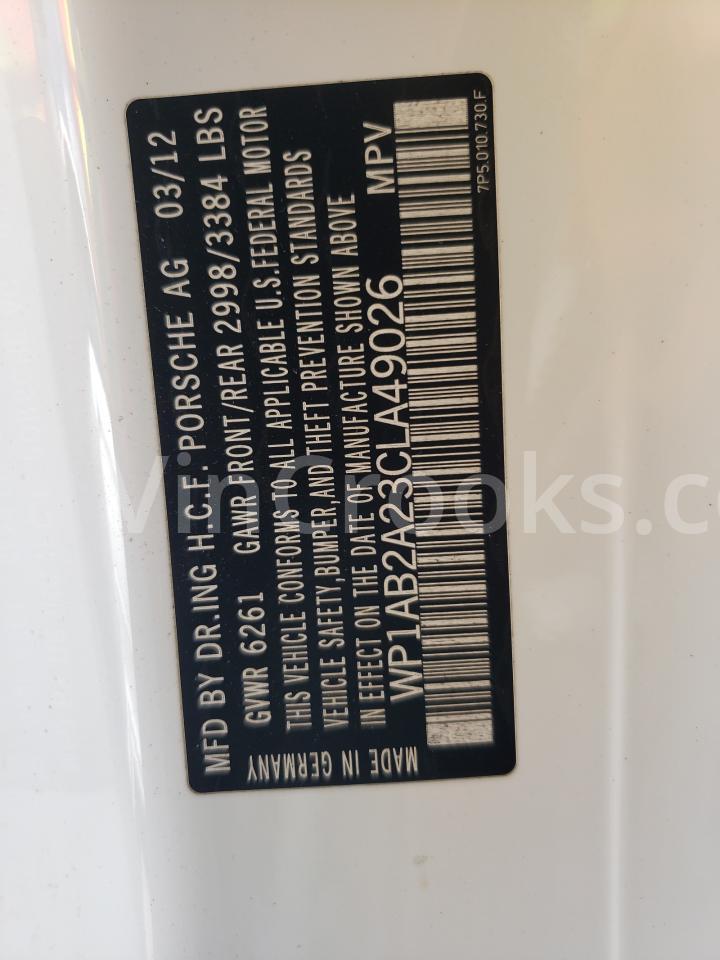 MFD BY DR.ING H.C.F. PORSCHE AG 03/12
GVWR 6261 GAWR FRONT/REAR 2998/3384 LBS
THIS VEHICLE CONFORMS TO ALL APPLICABLE U.S.FEDERAL MOTOR
VEHICLE SAFETY,BUMPER,AND THEFT PREVENTION STANDARDS
IN EFFECT ON THE DATE OF MANUFACTURE SHOWN ABOVE
WP1AB2A23CLA49026 MPV
MADE IN GERMANY
7P5.010.730.F
VinCrooks.c